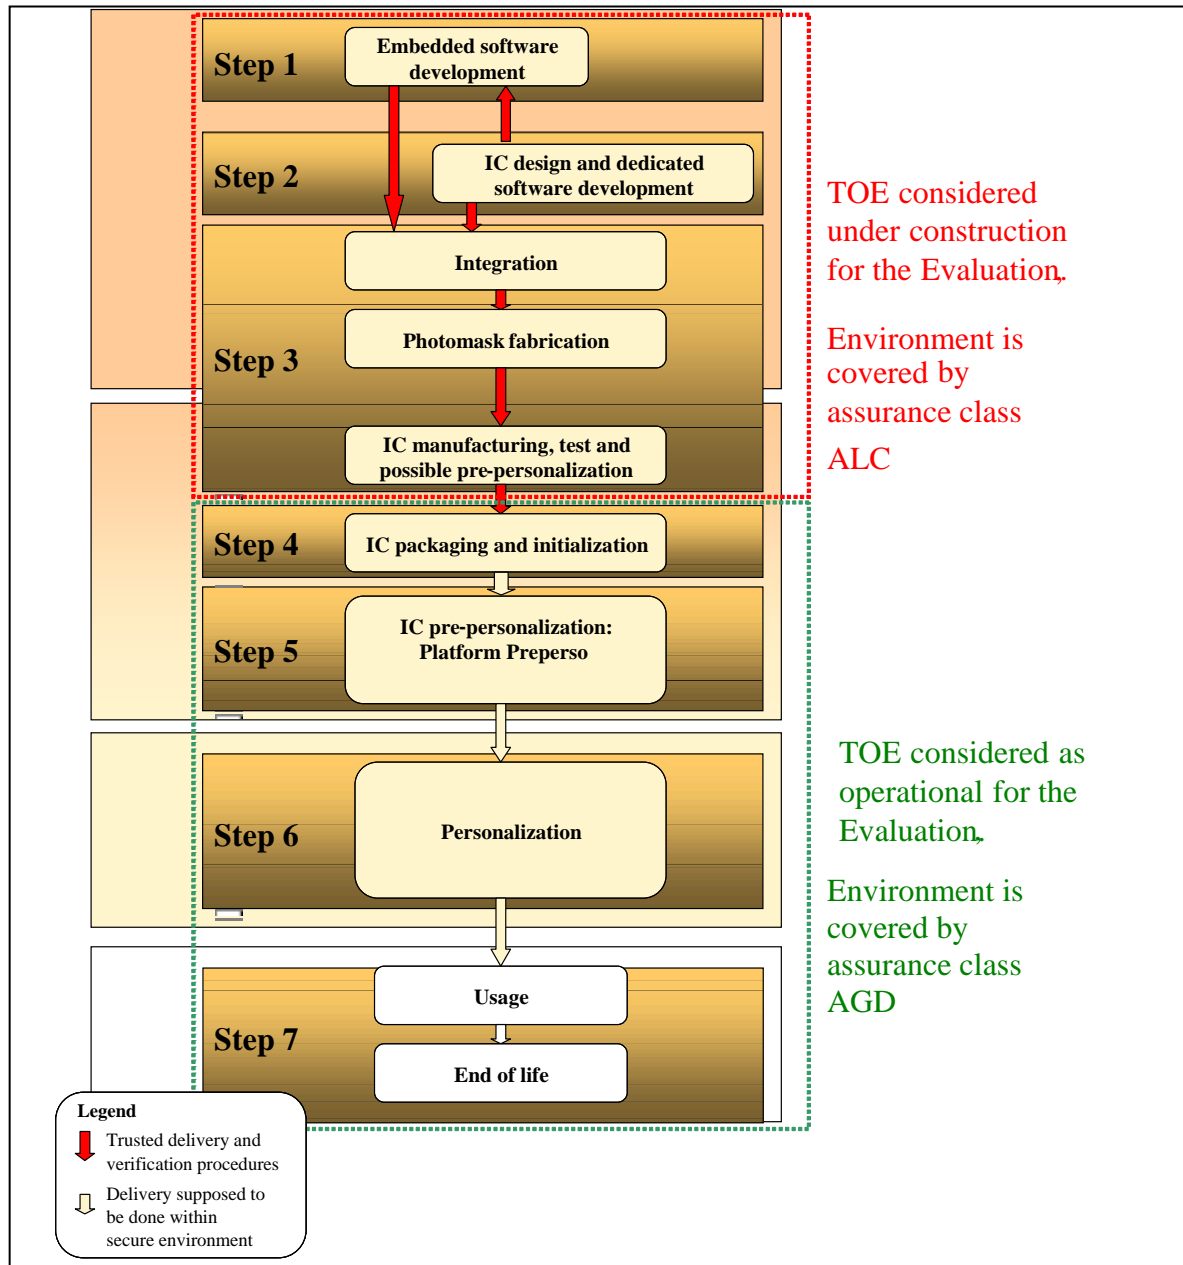 Step 1
Embedded software
development
Step 2
IC design and dedicated
software development
Step 3
Integration
Photomask fabrication
IC manufacturing, test and
possible pre-personalization
TOE considered
under construction
for the Evaluation,.
Environment is
covered by
assurance class
ALC
Step 4
IC packaging and initialization
Step 5
IC pre-personalization:
Platform Preperso
Step 6
Personalization
Step 7
Usage
End of life
TOE considered as
operational for the
Evaluation,.
Environment is
covered by
assurance class
AGD
Legend
Trusted delivery and
verification procedures
Delivery supposed to
be done within
secure environment